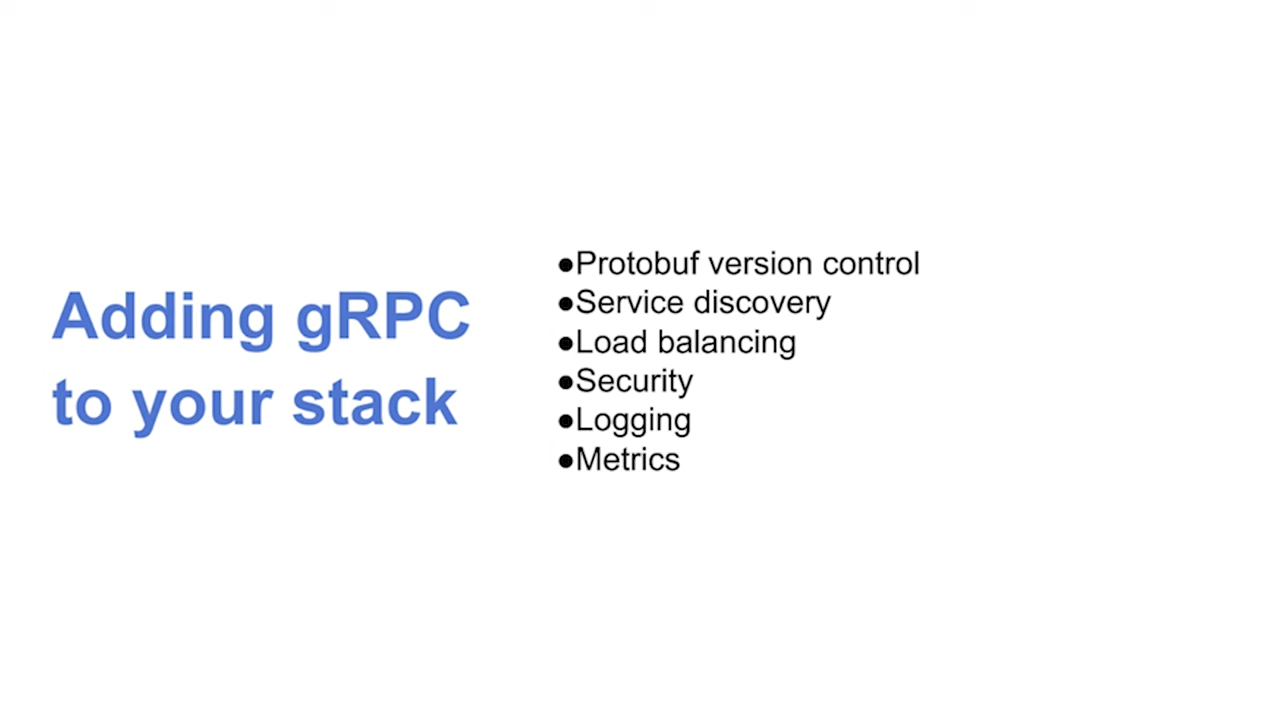 Adding gRPC
to your stack
●Protobuf version control
●Service discovery
●Load balancing
●Security
●Logging
●Metrics